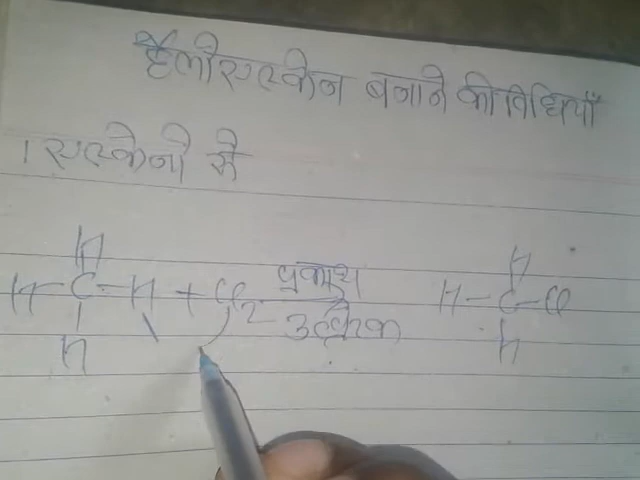 हैलोएल्केन बनाने की विधियाँ
1 एल्केनो से
H
H-C-H + Cl2 प्रकाश H-C-Cl
उत्प्रेरक
H H
H